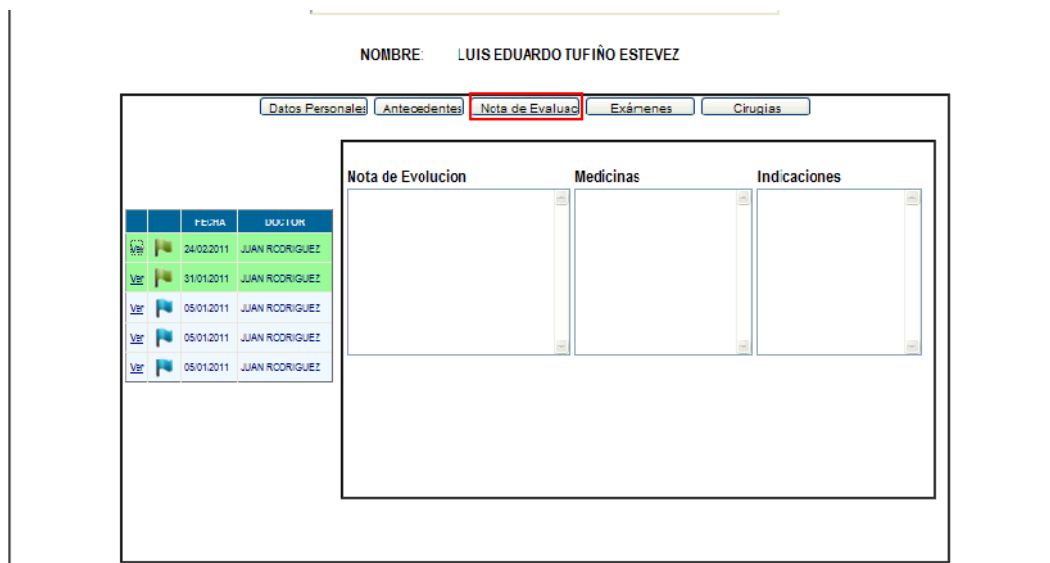 NOMBRE: LUIS EDUARDO TUFIÑO ESTEVEZ
Datos Personales Antecedentes Nota de Evaluac Exámenes Cirugias
Nota de Evolucion Medicinas Indicaciones
FECHA DOCTOR
Ver 24/02/2011 JUAN RODRIGUEZ
Ver 31/01/2011 JUAN RODRIGUEZ
Ver 05/01/2011 JUAN RODRIGUEZ
Ver 05/01/2011 JUAN RODRIGUEZ
Ver 05/01/2011 JUAN RODRIGUEZ